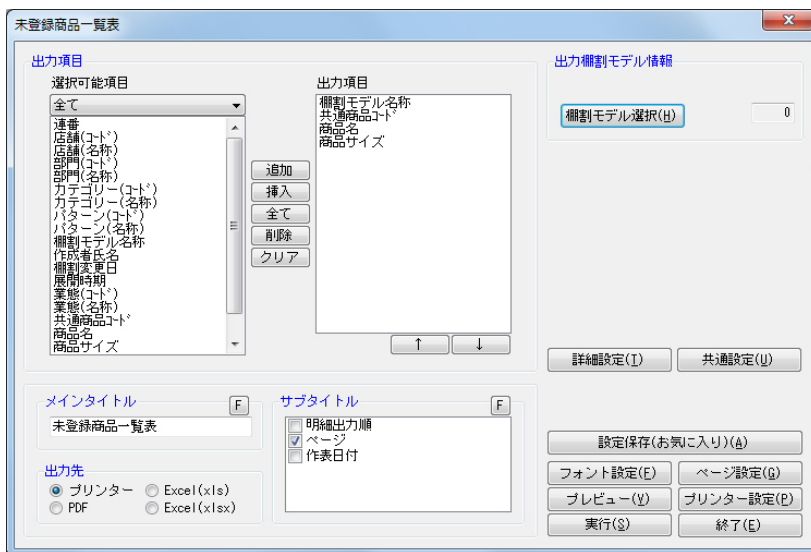 未登録商品一覧表
出力項目
選択可能項目
全て
連番
店舗(ｺｰﾄﾞ)
店舗(名称)
部門(ｺｰﾄﾞ)
部門(名称)
カテゴリー(ｺｰﾄﾞ)
カテゴリー(名称)
パターン(ｺｰﾄﾞ)
パターン(名称)
棚割モデル名称
作成者氏名
棚割変更日
展開時期
業態(ｺｰﾄﾞ)
業態(名称)
共通商品ｺｰﾄﾞ
商品名
商品サイズ
追加
挿入
全て
削除
クリア
出力項目
棚割モデル名称
共通商品ｺｰﾄﾞ
商品名
商品サイズ
↑ ↓
出力棚割モデル情報
棚割モデル選択(H) 0
詳細設定(T) 共通設定(U)
メインタイトル F
未登録商品一覧表
出力先
プリンター Excel(xls)
PDF Excel(xlsx)
サブタイトル F
明細出力順
ページ
作表日付
設定保存(お気に入り)(A)
フォント設定(F) ページ設定(G)
プレビュー(V) プリンター設定(P)
実行(S) 終了(E)